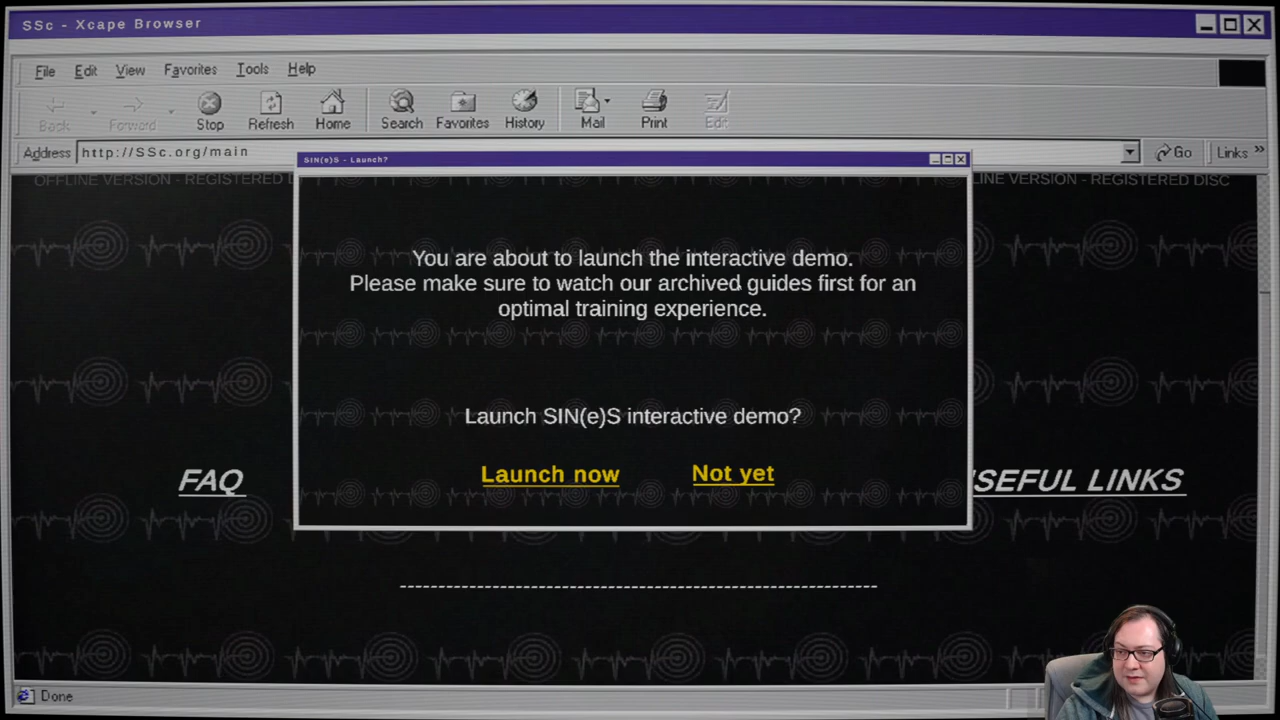 SSc - Xcape Browser
File Edit View Favorites Tools Help
Back Forward Stop Refresh Home Search Favorites History Mail Print Edit
Address http://SSc.org/main Go Links »
SIN(e)S - Launch?
OFFLINE VERSION - REGISTERED D
LINE VERSION - REGISTERED DISC
You are about to launch the interactive demo.
Please make sure to watch our archived guides first for an
optimal training experience.
Launch SIN(e)S interactive demo?
Launch now Not yet
FAQ
SEFUL LINKS
------------------------------------------------------------
Done